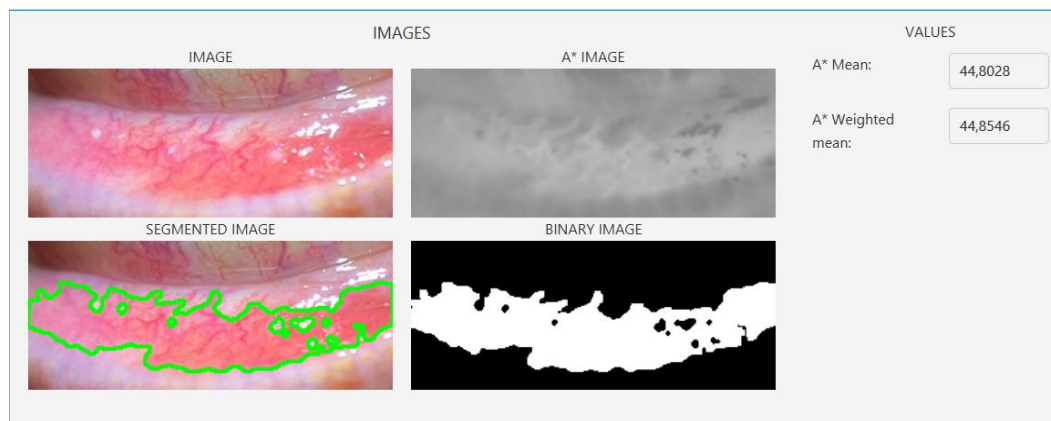 IMAGES
IMAGE
A* IMAGE
SEGMENTED IMAGE
BINARY IMAGE
VALUES
A* Mean:
44,8028
A* Weighted
mean:
44,8546